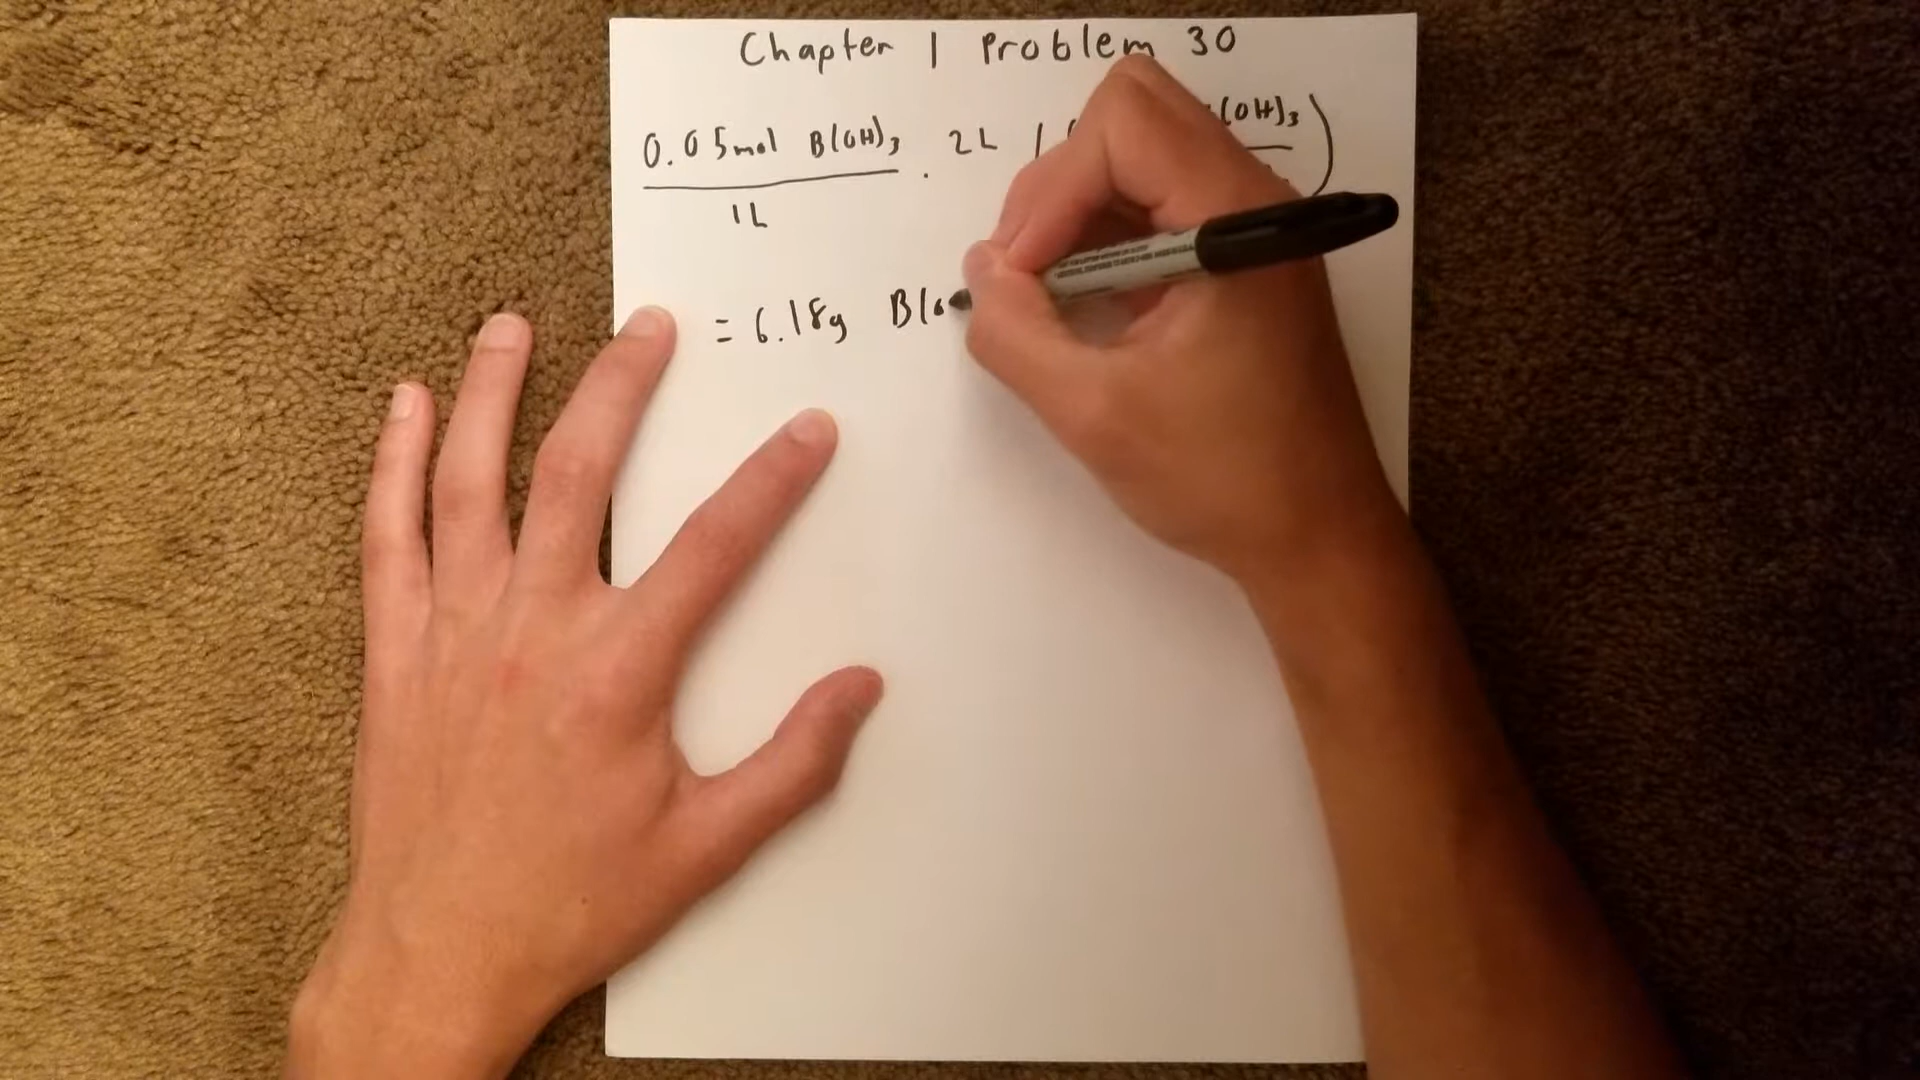 Chapter 1 Problem 30
0.05mol B(OH)₃ . 2L (OH)₃)
1L
= 6.18g B(O